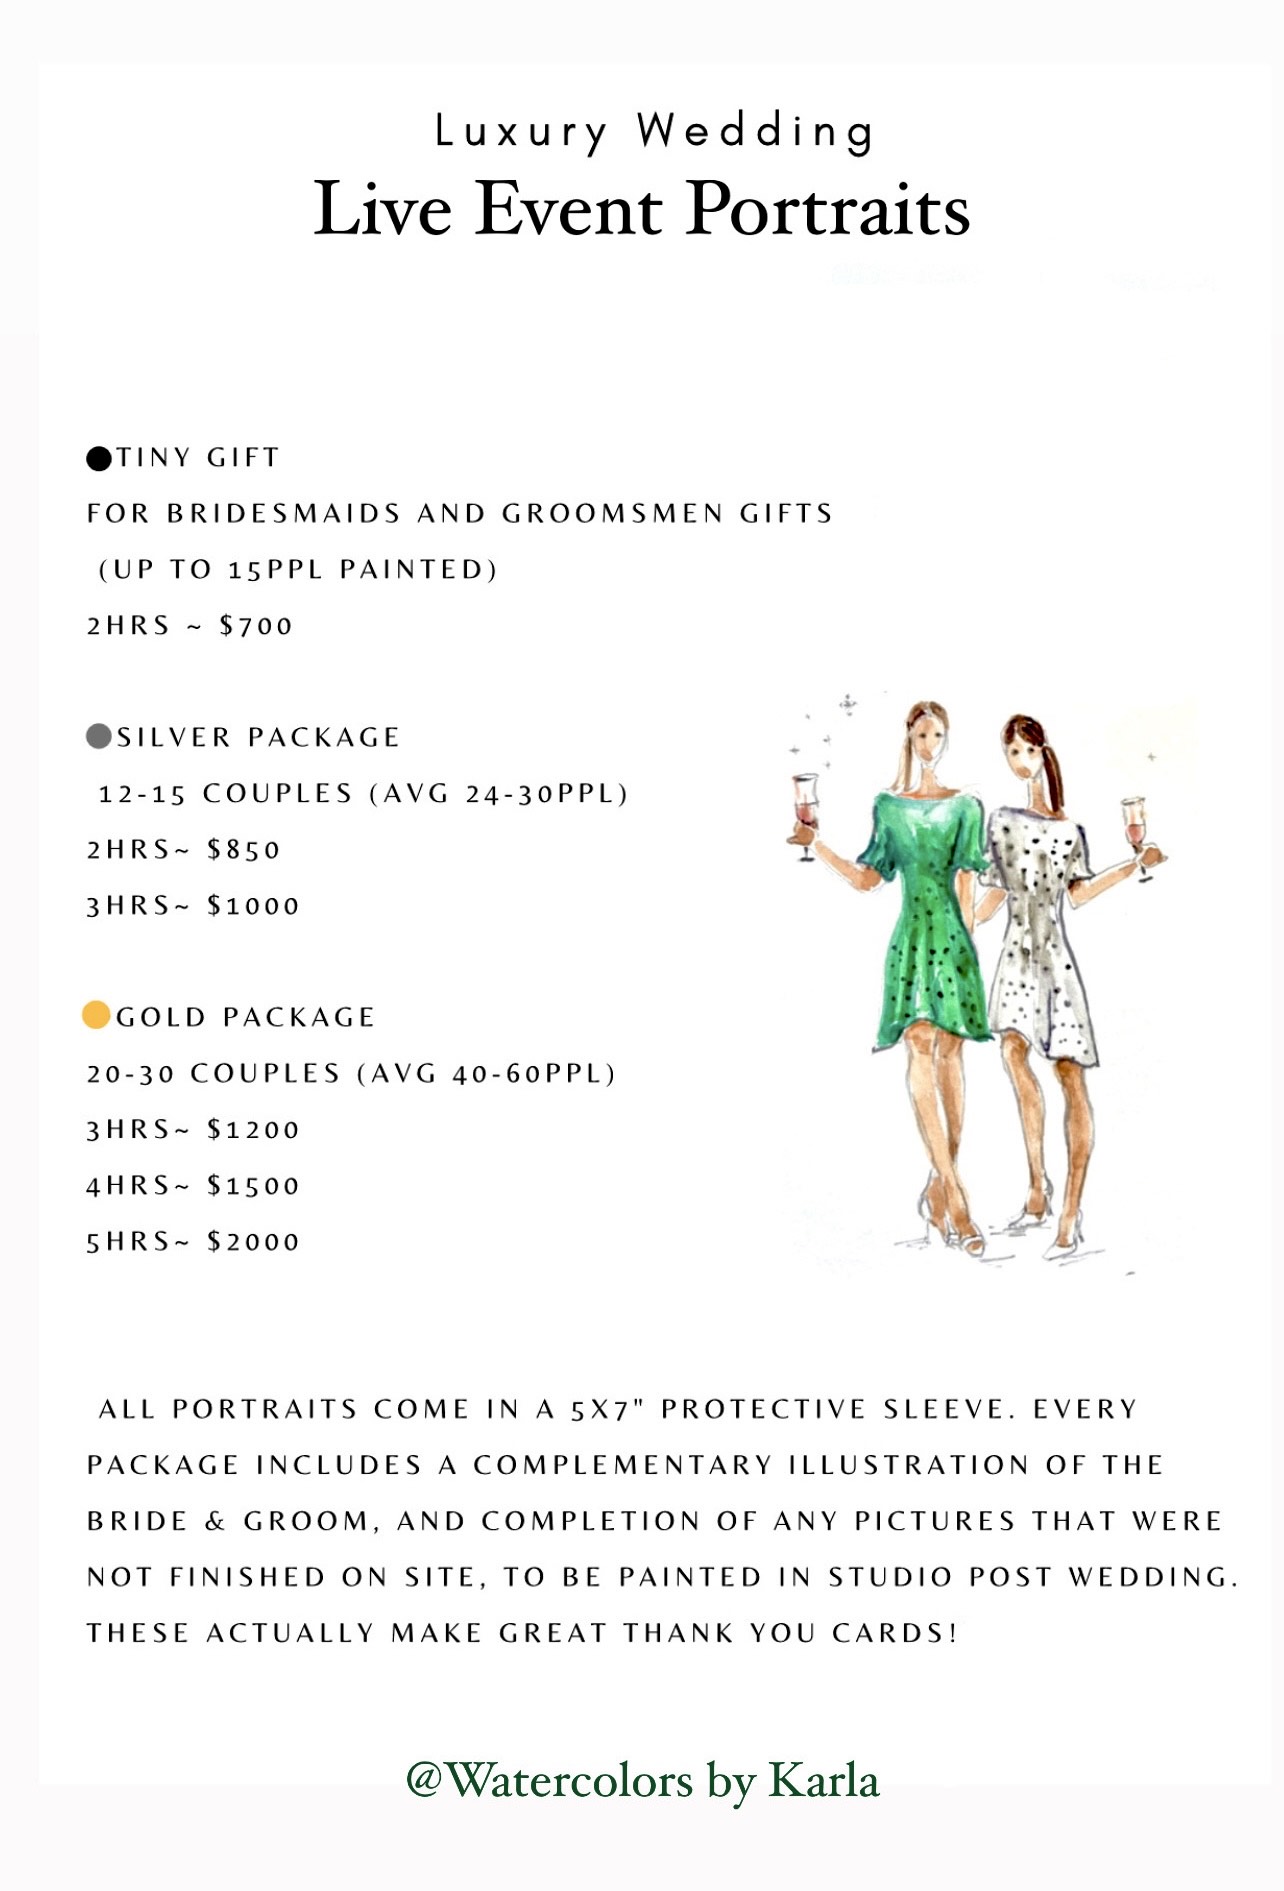 Luxury Wedding
Live Event Portraits
TINY GIFT
FOR BRIDESMAIDS AND GROOMSMEN GIFTS
(UP TO 15PPL PAINTED)
2HRS ~ $700
SILVER PACKAGE
12-15 COUPLES (AVG 24-30PPL)
2HRS~ $850
3HRS~ $1000
GOLD PACKAGE
20-30 COUPLES (AVG 40-60PPL)
3HRS~ $1200
4HRS~ $1500
5HRS~ $2000
ALL PORTRAITS COME IN A 5X7" PROTECTIVE SLEEVE. EVERY
PACKAGE INCLUDES A COMPLEMENTARY ILLUSTRATION OF THE
BRIDE & GROOM, AND COMPLETION OF ANY PICTURES THAT WERE
NOT FINISHED ON SITE, TO BE PAINTED IN STUDIO POST WEDDING.
THESE ACTUALLY MAKE GREAT THANK YOU CARDS!
@Watercolors by Karla